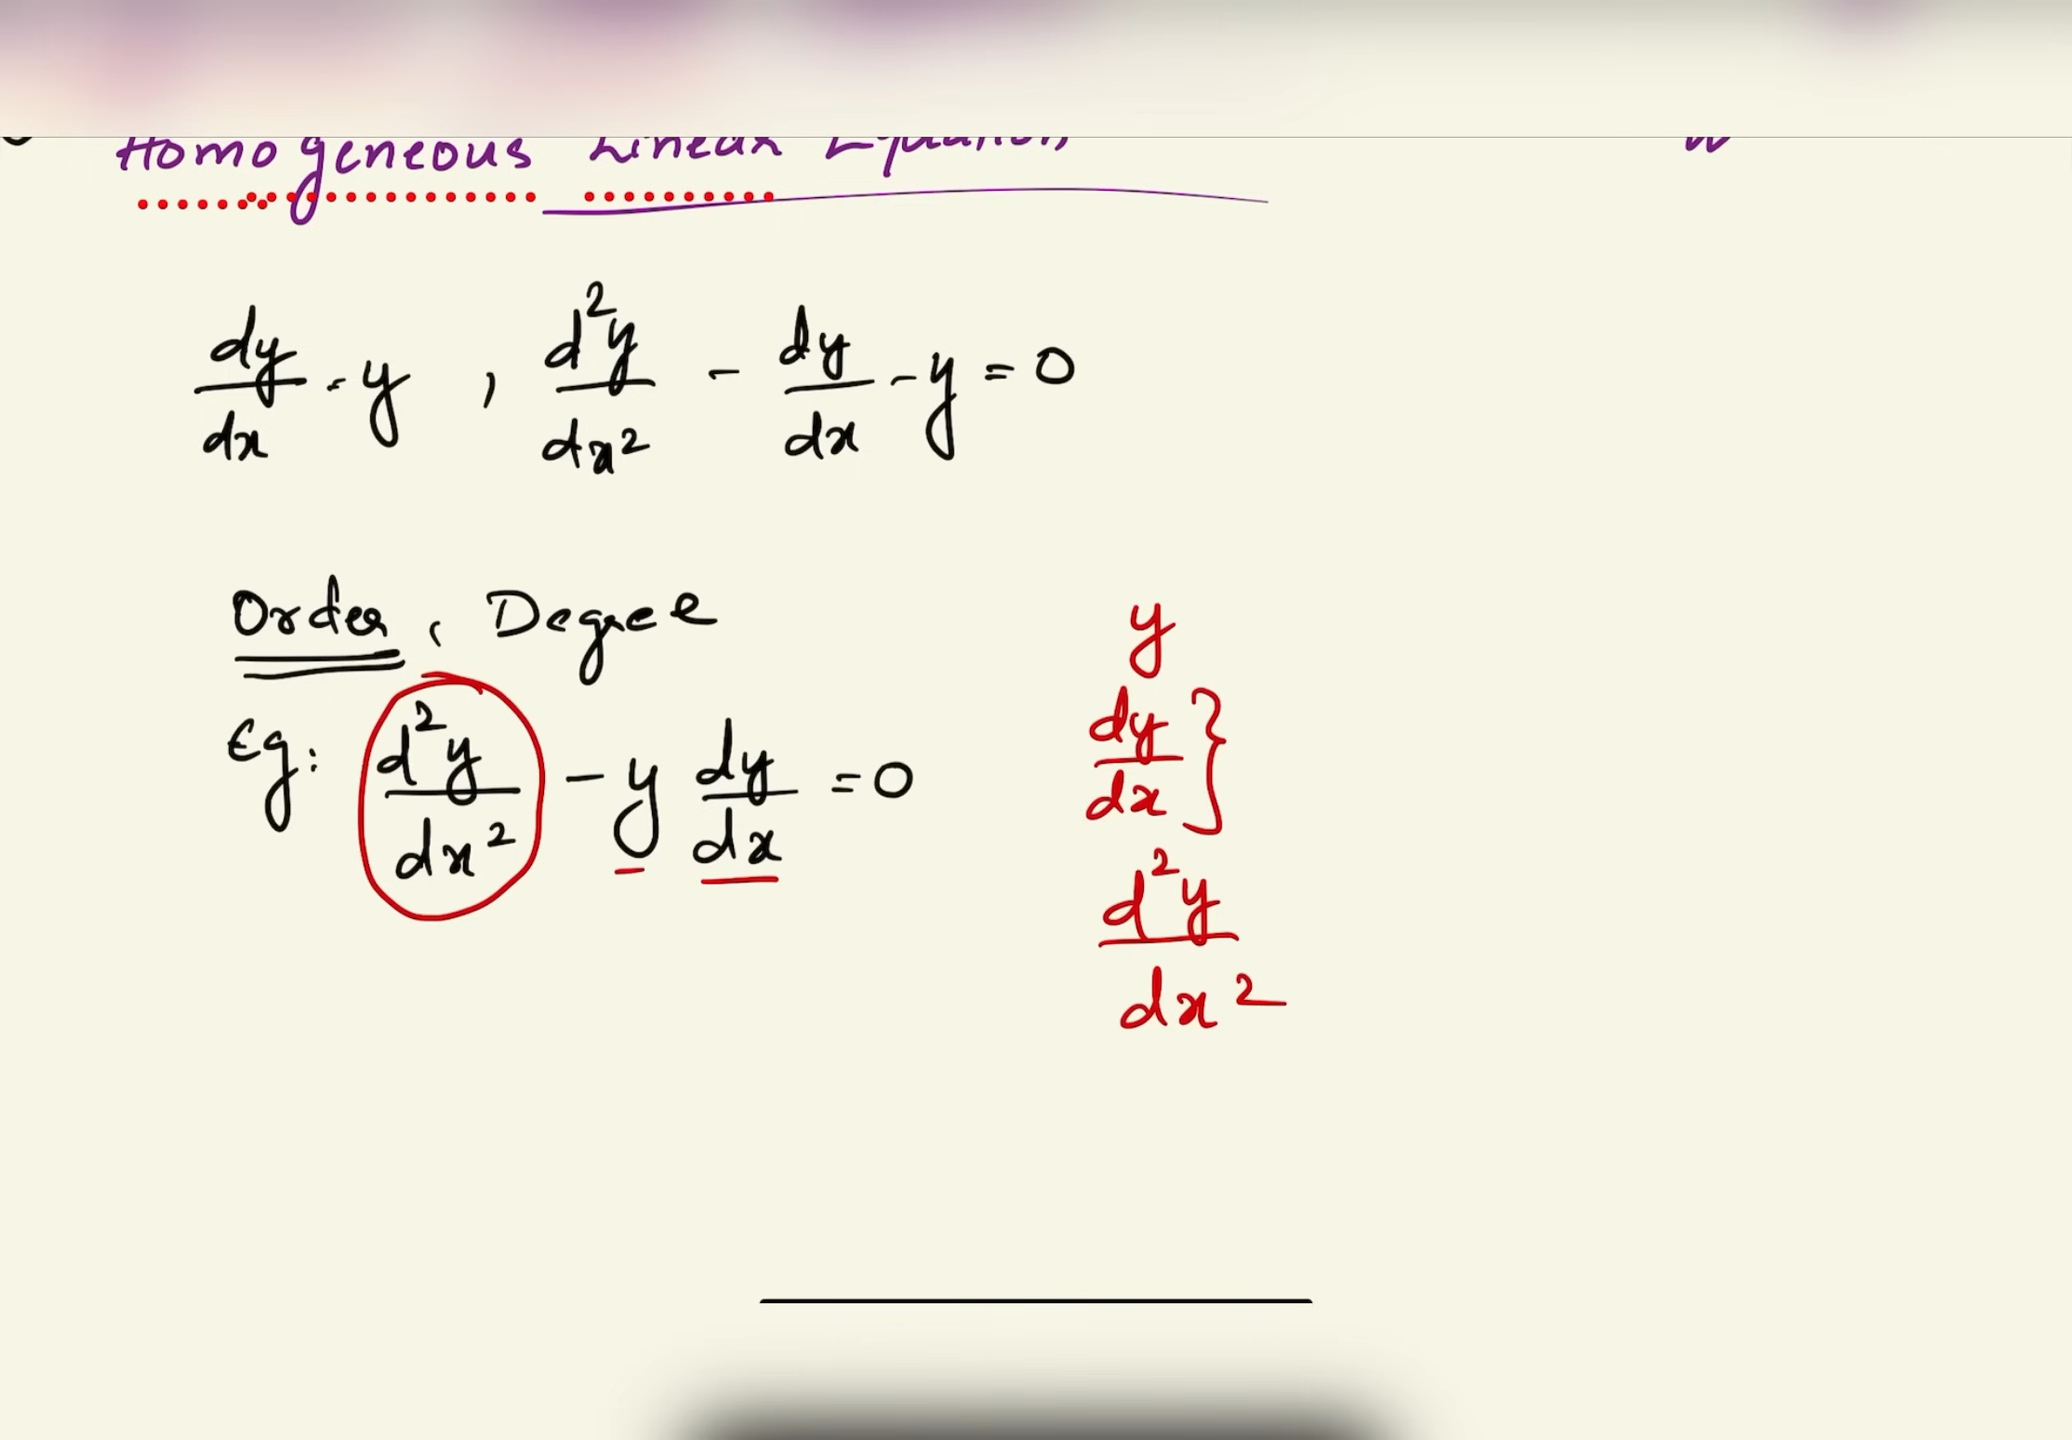 Homogeneous Linear Equation
dy/dx - y , d²y/dx² - dy/dx - y = 0
Order, Degree
Eg: d²y/dx² - y dy/dx = 0
y
dy/dx }
d²y/dx²